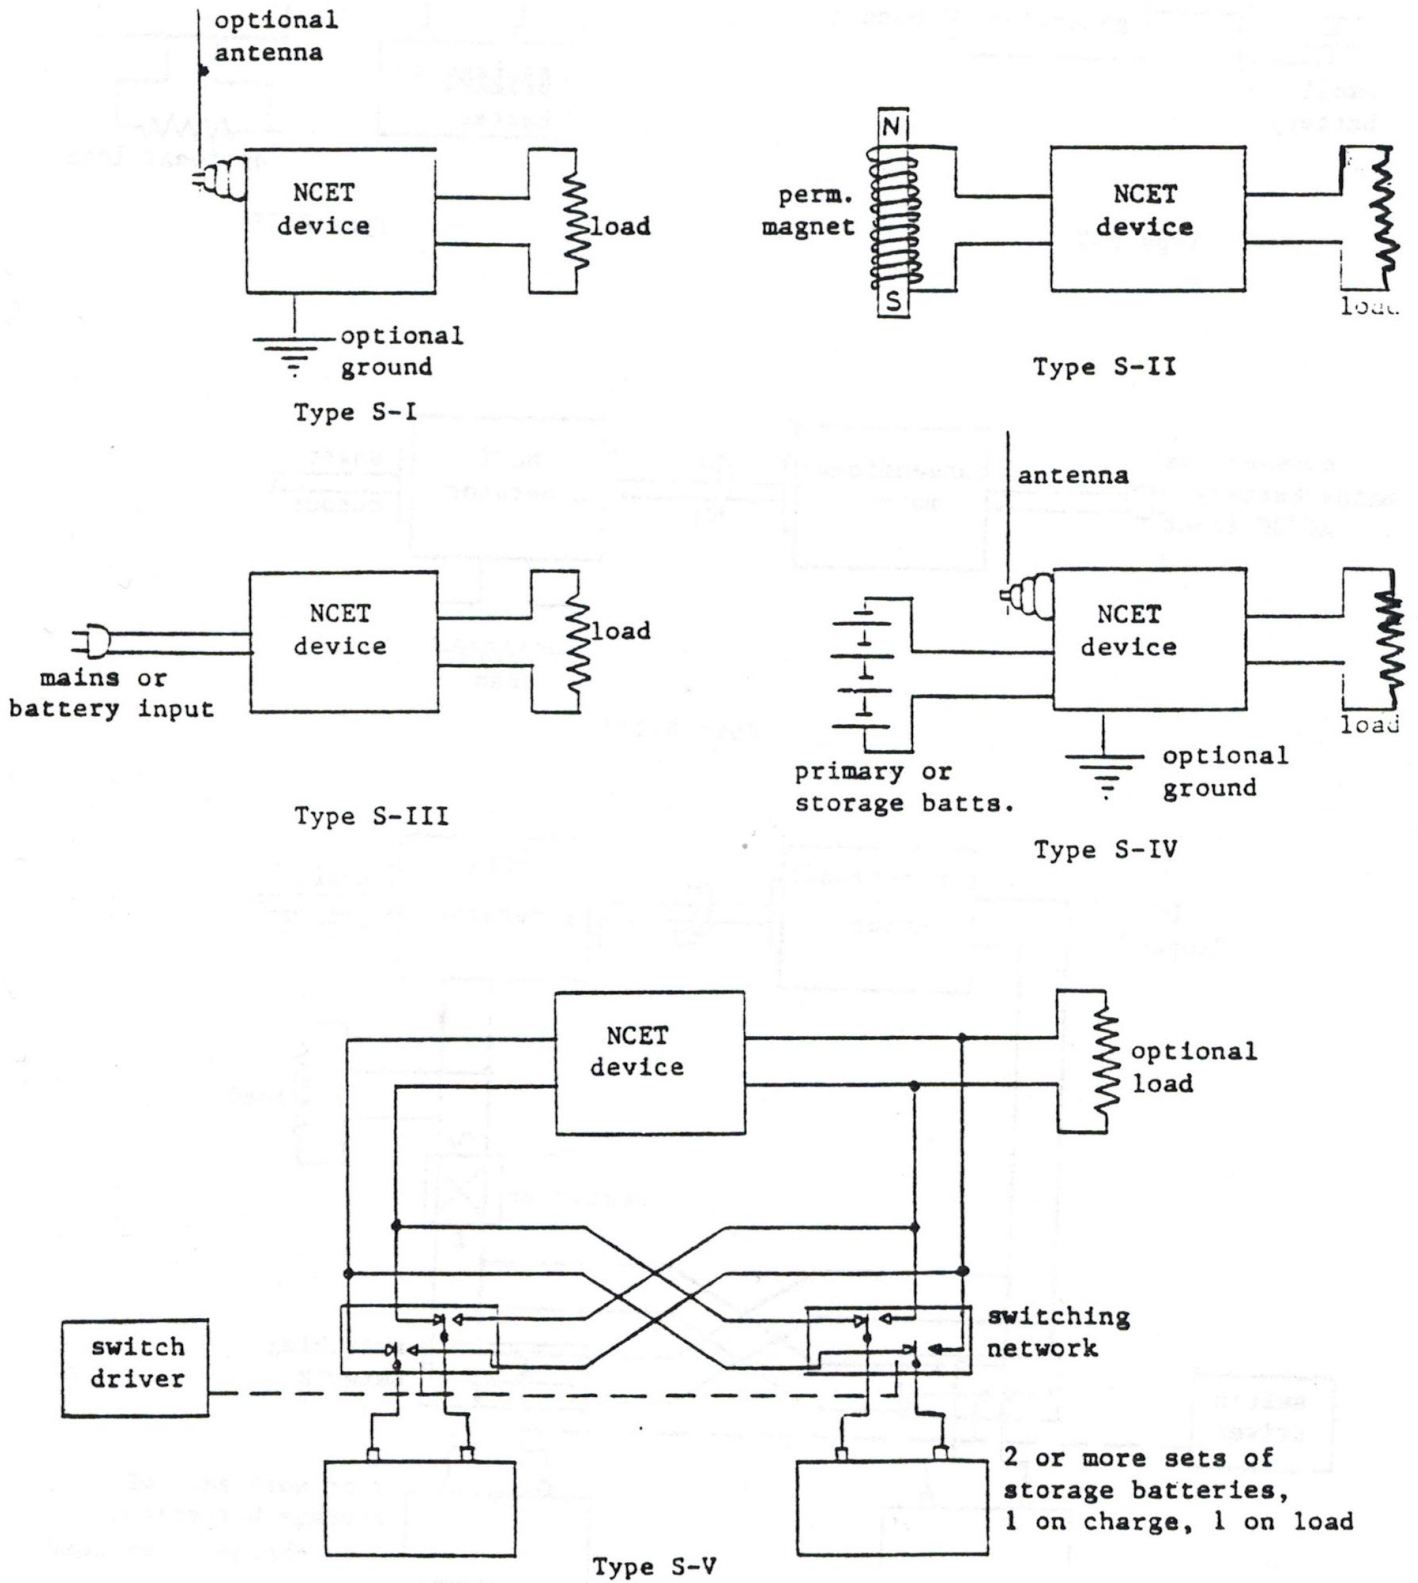 optional
antenna
NCET
device
load
optional
ground
Type S-I
N
perm.
magnet
S
NCET
device
load
Type S-II
mains or
battery input
NCET
device
load
Type S-III
antenna
NCET
device
primary or
storage batts.
optional
ground
load
Type S-IV
NCET
device
optional
load
switch
driver
switching
network
2 or more sets of
storage batteries,
1 on charge, 1 on load
Type S-V